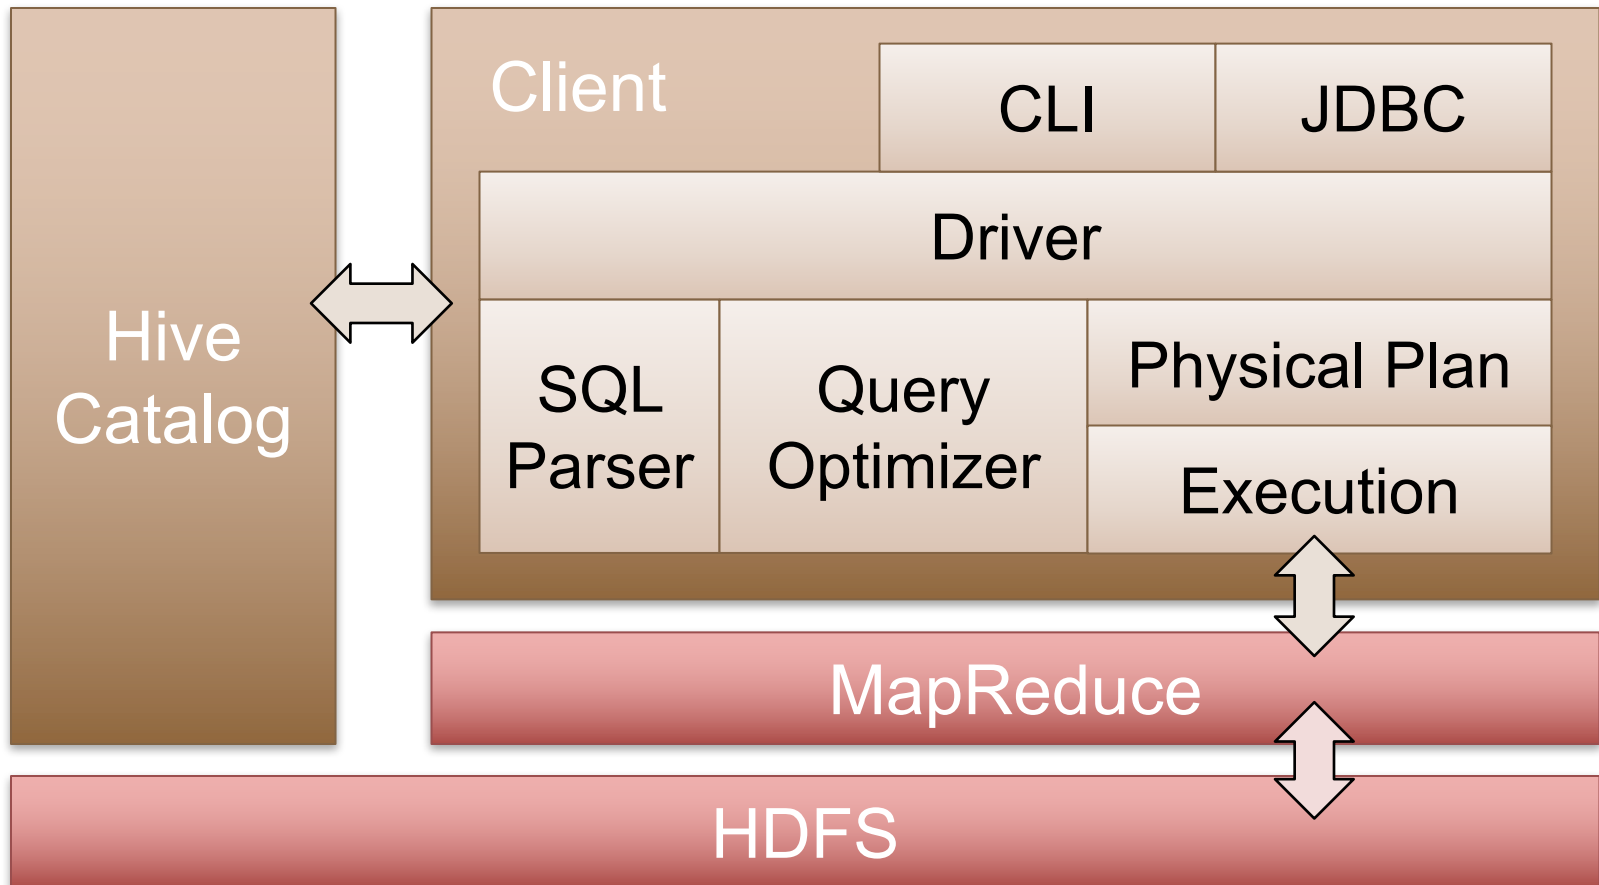 Client
CLI
JDBC
Driver
Hive
Catalog
SQL
Parser
Query
Optimizer
Physical Plan
Execution
MapReduce
HDFS